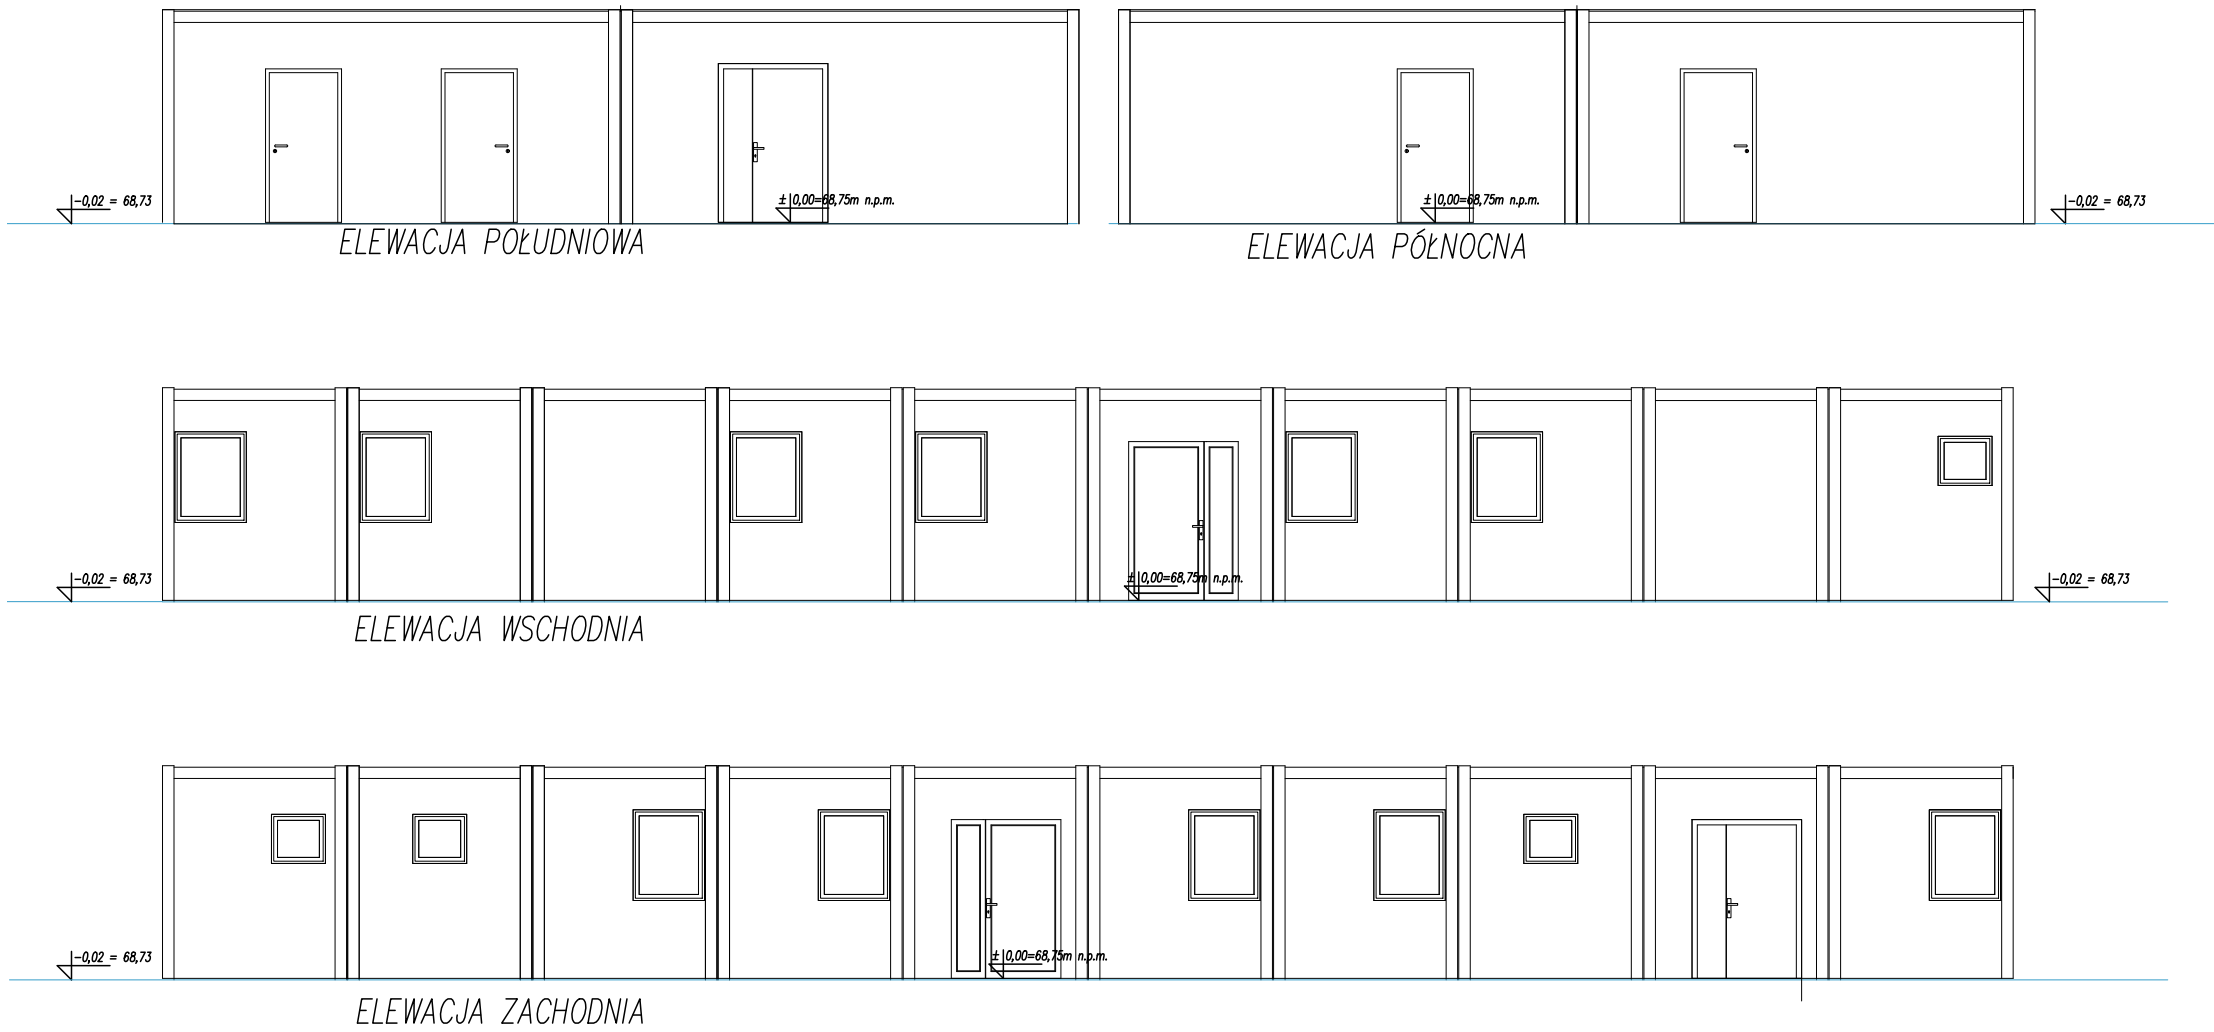 -0,02 = 68,73
± 0,00=68,75m n.p.m.
± 0,00=68,75m n.p.m.
-0,02 = 68,73
ELEWACJA POŁUDNIOWA
ELEWACJA PÓŁNOCNA
-0,02 = 68,73
± 0,00=68,75m n.p.m.
-0,02 = 68,73
ELEWACJA WSCHODNIA
-0,02 = 68,73
± 0,00=68,75m n.p.m.
ELEWACJA ZACHODNIA